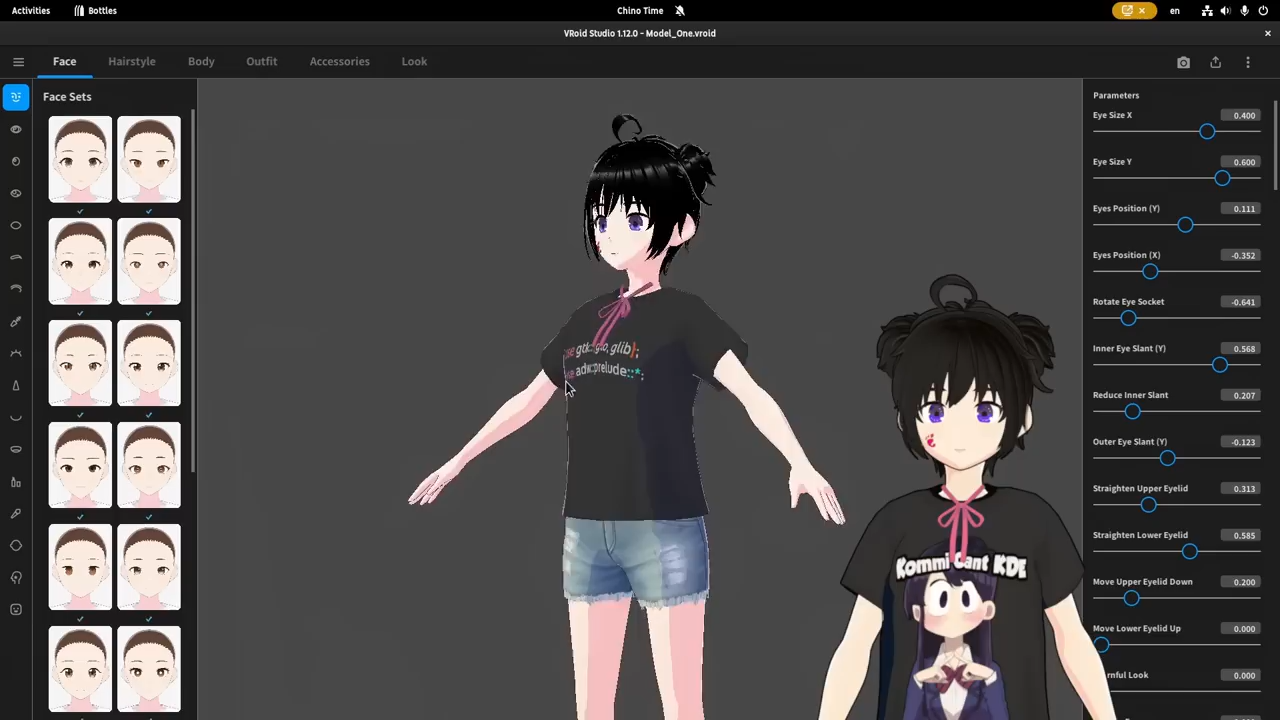 Activities
Bottles
Chino Time
en
VRoid Studio 1.12.0 - Model_One.vroid
Face
Hairstyle
Body
Outfit
Accessories
Look
Face Sets
Parameters
Eye Size X 0.400
Eye Size Y 0.600
Eyes Position (Y) 0.111
Eyes Position (X) -0.352
Rotate Eye Socket -0.641
Inner Eye Slant (Y) 0.568
Reduce Inner Slant 0.207
Outer Eye Slant (Y) -0.123
Straighten Upper Eyelid 0.313
Straighten Lower Eyelid 0.585
Move Upper Eyelid Down 0.200
Move Lower Eyelid Up 0.000
Look 0.000
glib};
prelude::*;
Kommi Cant KDE